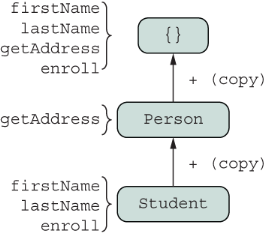 firstName
lastName
getAddress
enroll
{}
+ (copy)
getAddress
Person
+ (copy)
firstName
lastName
enroll
Student